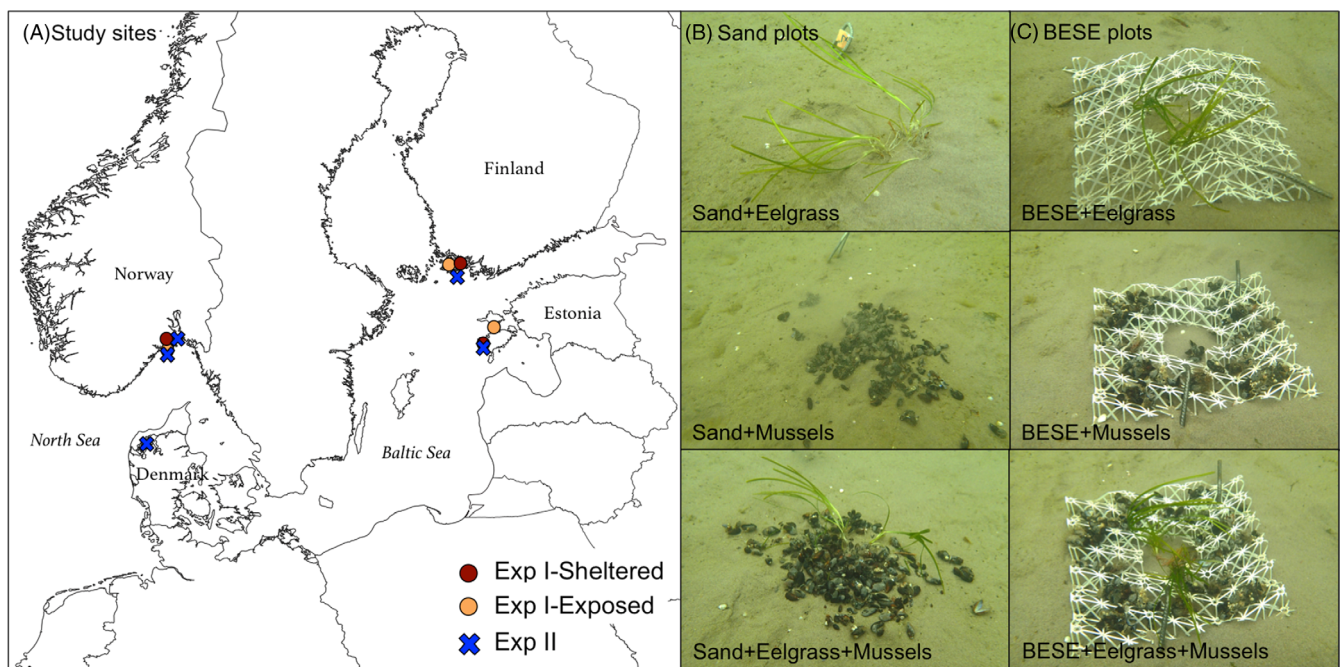 (A)Study sites
Finland
Norway
Estonia
North Sea
Baltic Sea
Denmark
Exp I-Sheltered
Exp I-Exposed
Exp II
(B) Sand plots
Sand+Eelgrass
Sand+Mussels
Sand+Eelgrass+Mussels
(C) BESE plots
BESE+Eelgrass
BESE+Mussels
BESE+Eelgrass+Mussels